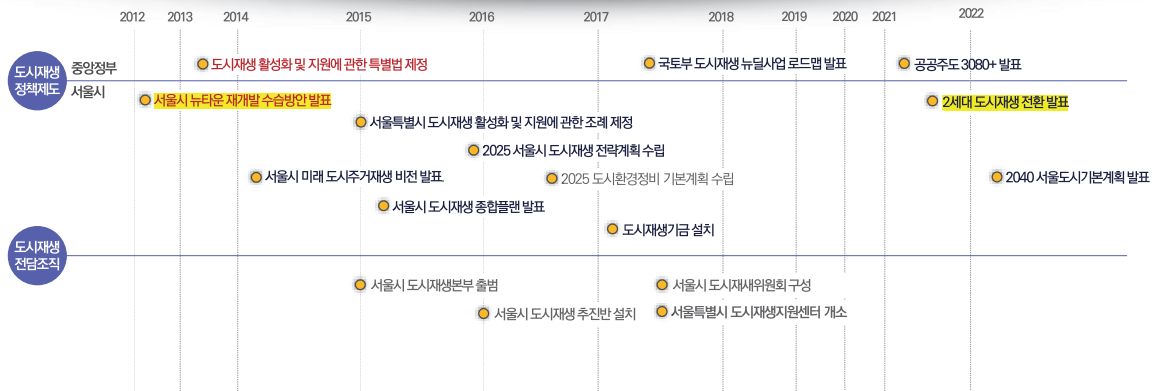 2012 2013 2014 2015 2016 2017 2018 2019 2020 2021 2022
도시재생
정책제도
중앙정부
서울시
도시재생 활성화 및 지원에 관한 특별법 제정
국토부 도시재생 뉴딜사업 로드맵 발표
공공주도 3080+ 발표
서울시 뉴타운 재개발 수습방안 발표
2세대 도시재생 전환 발표
서울특별시 도시재생 활성화 및 지원에 관한 조례 제정
2025 서울시 도시재생 전략계획 수립
서울시 미래 도시주거재생 비전 발표.
2025 도시환경정비 기본계획 수립
2040 서울도시기본계획 발표
서울시 도시재생 종합플랜 발표
도시재생기금 설치
도시재생
전담조직
서울시 도시재생본부 출범
서울시 도시재새위원회 구성
서울시 도시재생 추진반 설치
서울특별시 도시재생지원센터 개소